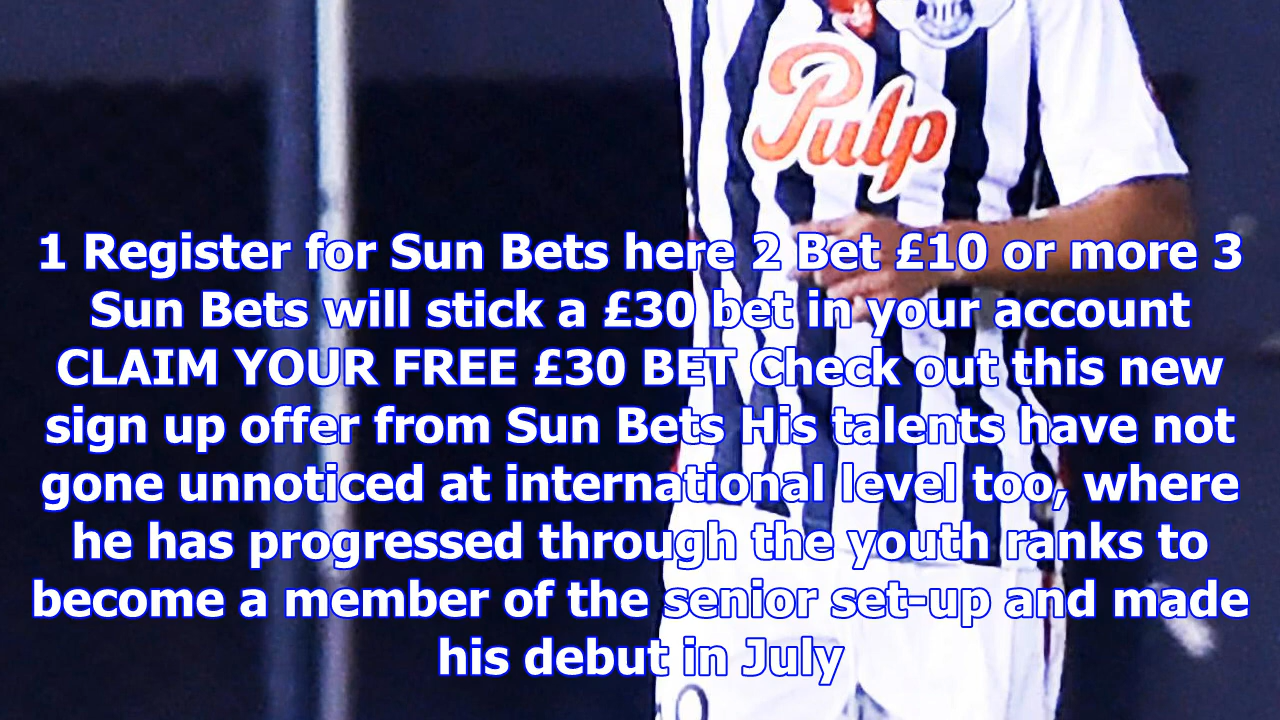 Pulp
1 Register for Sun Bets here 2 Bet £10 or more 3
Sun Bets will stick a £30 bet in your account
CLAIM YOUR FREE £30 BET Check out this new
sign up offer from Sun Bets His talents have not
gone unnoticed at international level too, where
he has progressed through the youth ranks to
become a member of the senior set-up and made
his debut in July